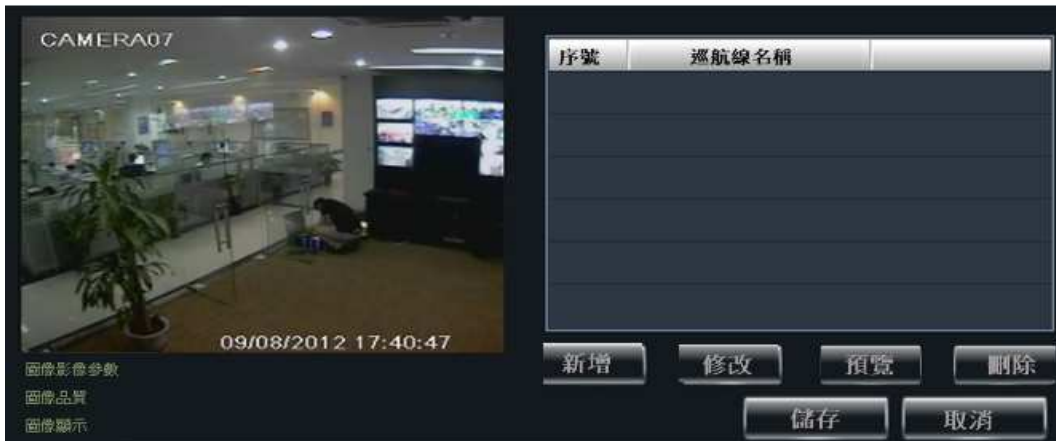 CAMERA07
09/08/2012 17:40:47
圖像影像參數
圖像品質
圖像顯示
序號 巡航線名稱
新增 修改 預覽 刪除
儲存 取消